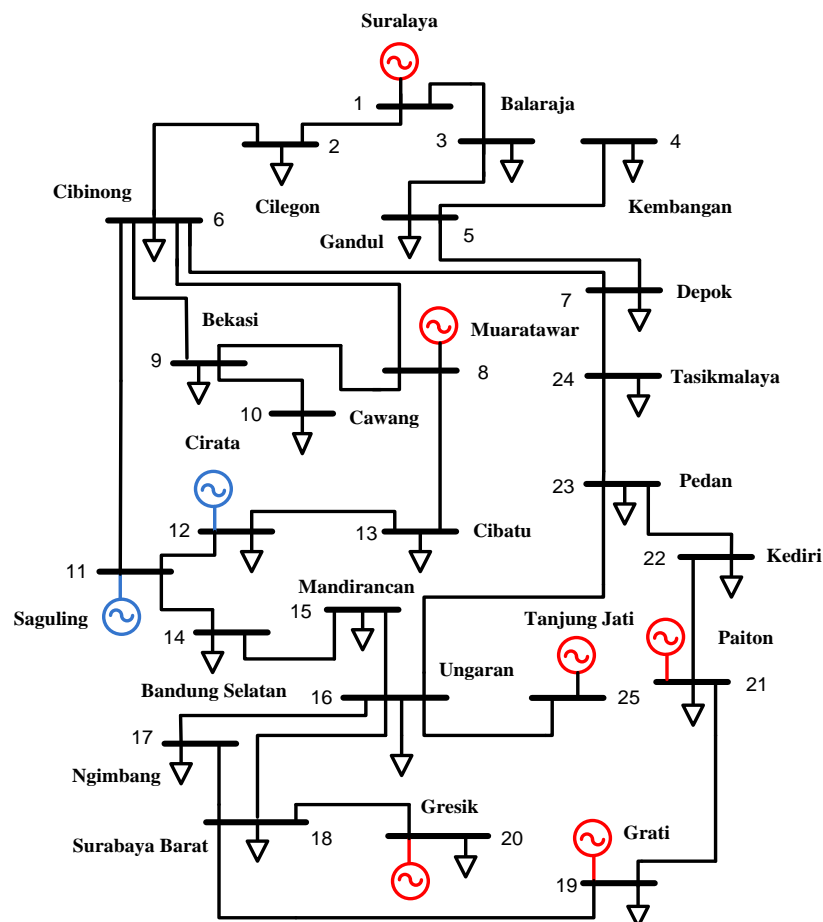 Suralaya
1
Balaraja
2
3
4
Cibinong
Cilegon
Kembangan
6
Gandul
5
7
Depok
Bekasi
Muaratawar
9
8
24
Tasikmalaya
10
Cawang
Cirata
23
Pedan
12
13
Cibatu
22
Kediri
11
Mandirancan
15
Saguling
Tanjung Jati
14
Paiton
Ungaran
Bandung Selatan
16
25
21
17
Ngimbang
Gresik
Grati
Surabaya Barat
18
20
19